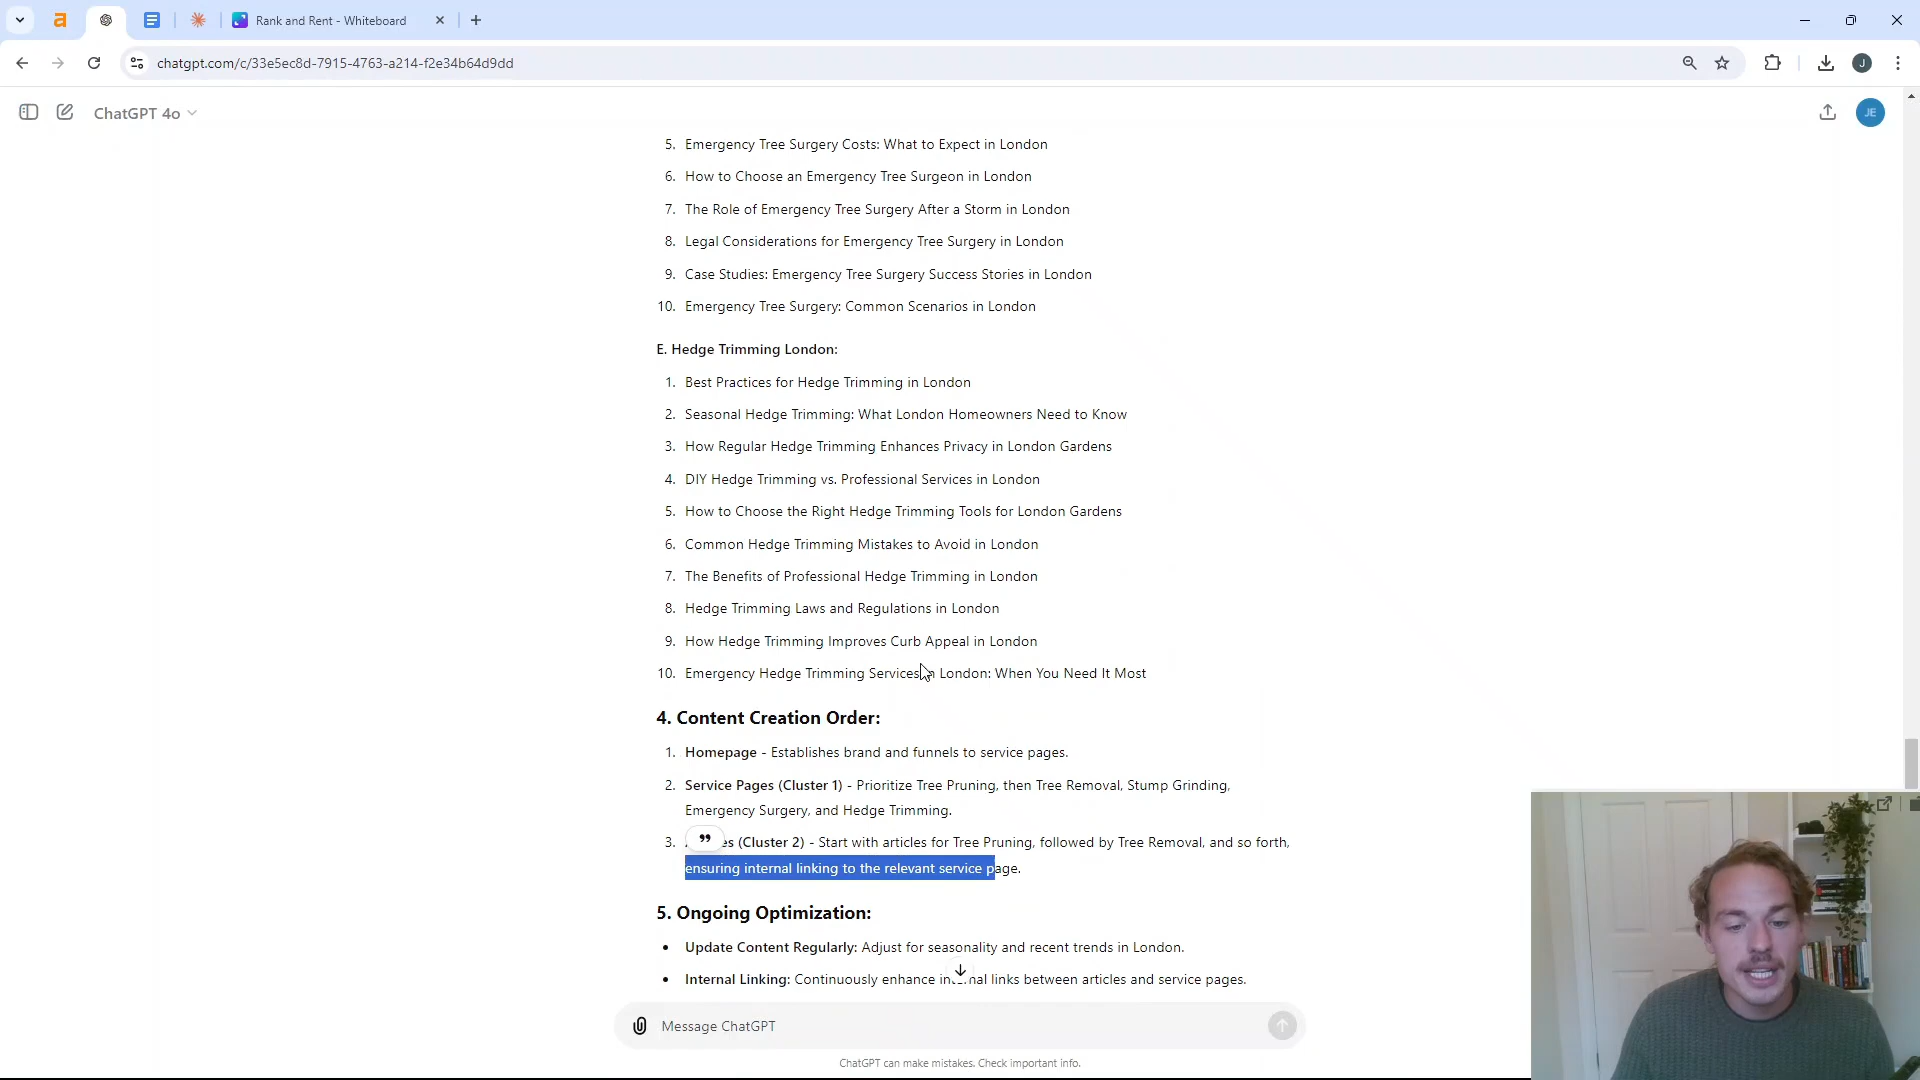 Rank and Rent - Whiteboard
chatgpt.com/c/33e5ec8d-7915-4763-a214-f2e34b64d9dd
J
ChatGPT 4o
JE
5. Emergency Tree Surgery Costs: What to Expect in London
6. How to Choose an Emergency Tree Surgeon in London
7. The Role of Emergency Tree Surgery After a Storm in London
8. Legal Considerations for Emergency Tree Surgery in London
9. Case Studies: Emergency Tree Surgery Success Stories in London
10. Emergency Tree Surgery: Common Scenarios in London
E. Hedge Trimming London:
1. Best Practices for Hedge Trimming in London
2. Seasonal Hedge Trimming: What London Homeowners Need to Know
3. How Regular Hedge Trimming Enhances Privacy in London Gardens
4. DIY Hedge Trimming vs. Professional Services in London
5. How to Choose the Right Hedge Trimming Tools for London Gardens
6. Common Hedge Trimming Mistakes to Avoid in London
7. The Benefits of Professional Hedge Trimming in London
8. Hedge Trimming Laws and Regulations in London
9. How Hedge Trimming Improves Curb Appeal in London
10. Emergency Hedge Trimming Services London: When You Need It Most
4. Content Creation Order:
1. Homepage - Establishes brand and funnels to service pages.
2. Service Pages (Cluster 1) - Prioritize Tree Pruning, then Tree Removal, Stump Grinding,
Emergency Surgery, and Hedge Trimming.
3. (Cluster 2) - Start with articles for Tree Pruning, followed by Tree Removal, and so forth,
ensuring internal linking to the relevant service page.
5. Ongoing Optimization:
• Update Content Regularly: Adjust for seasonality and recent trends in London.
• Internal Linking: Continuously enhance links between articles and service pages.
Message ChatGPT
ChatGPT can make mistakes. Check important info.